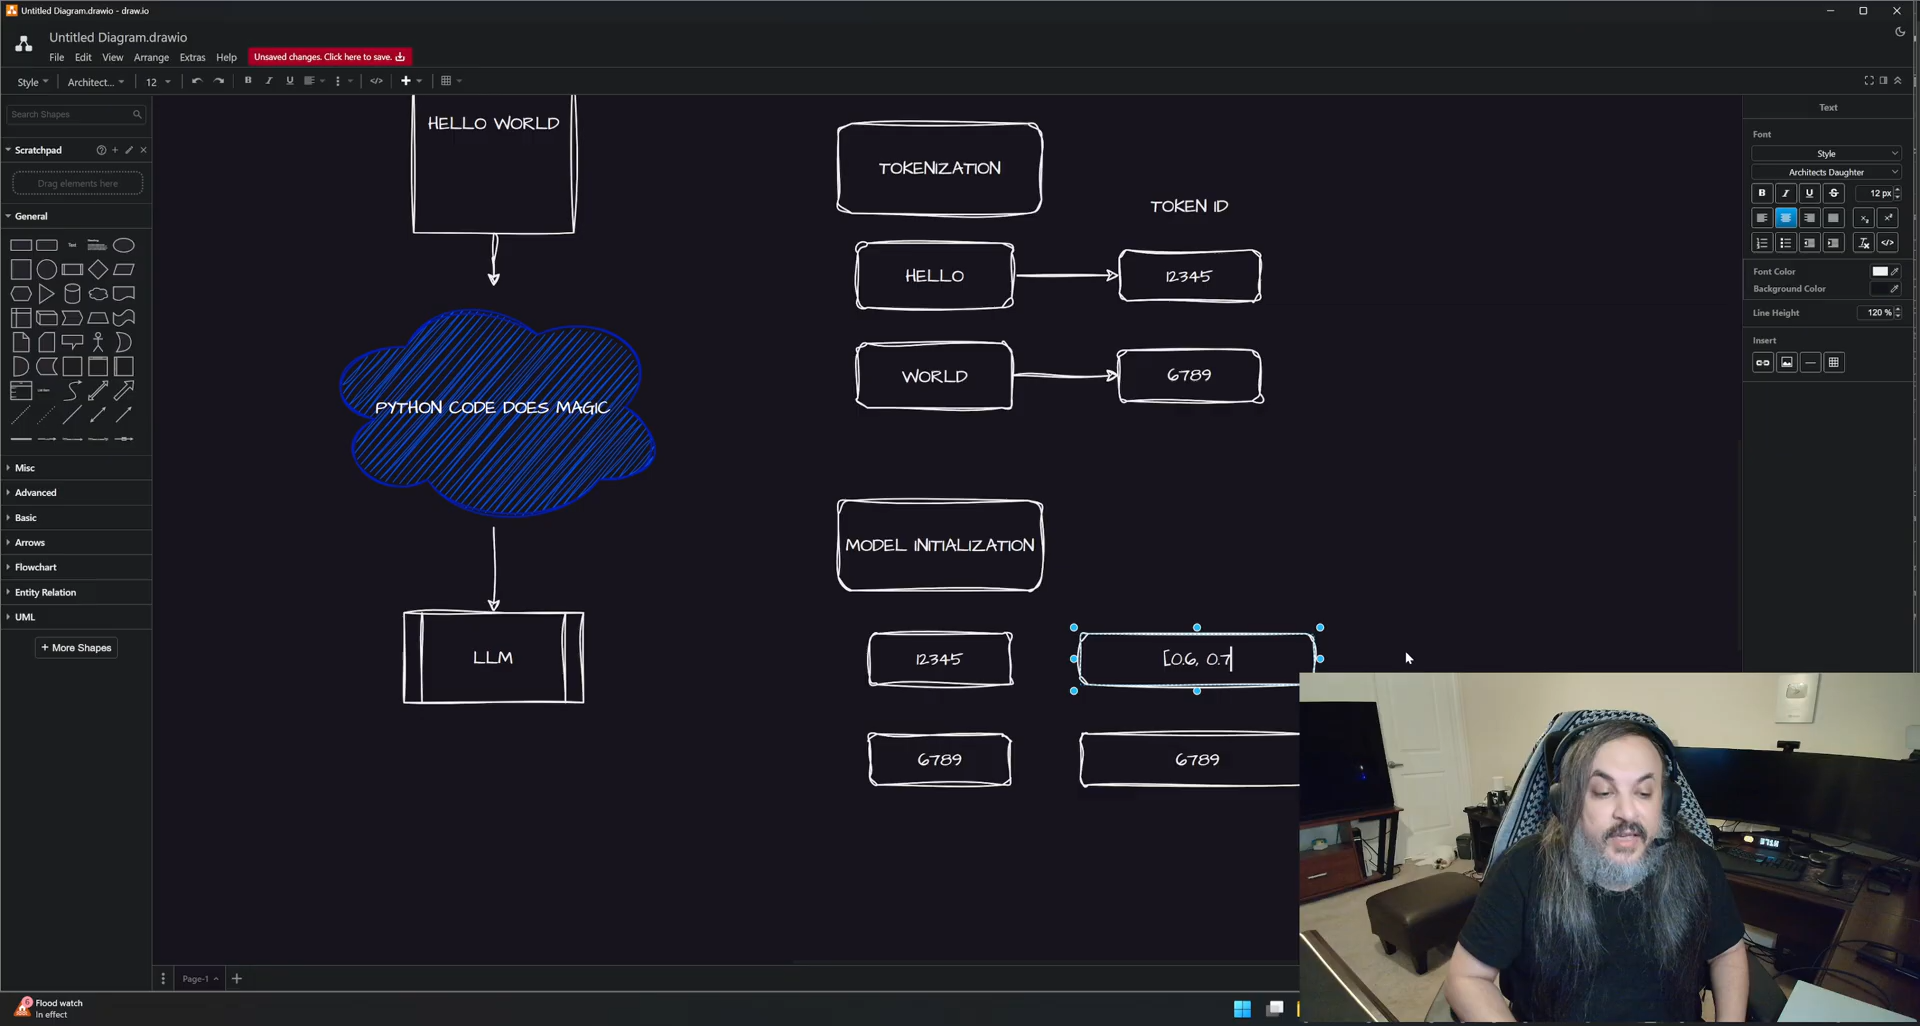 Untitled Diagram.drawio - draw.io
Untitled Diagram.drawio
File Edit View Arrange Extras Help Unsaved changes. Click here to save.
Style Architect... 12
Search Shapes
Scratchpad
Drag elements here
General
Text
Misc
Advanced
Basic
Arrows
Flowchart
Entity Relation
UML
+ More Shapes
HELLO WORLD
PYTHON CODE DOES MAGIC
LLM
TOKENIZATION
TOKEN ID
HELLO
12345
WORLD
6789
MODEL INITIALIZATION
12345
[0.6, 0.7
6789
6789
Text
Font
Style
Architects Daughter
B I U S 12 px
Font Color
Background Color
Line Height 120 %
Insert
Page-1
Flood watch
In effect